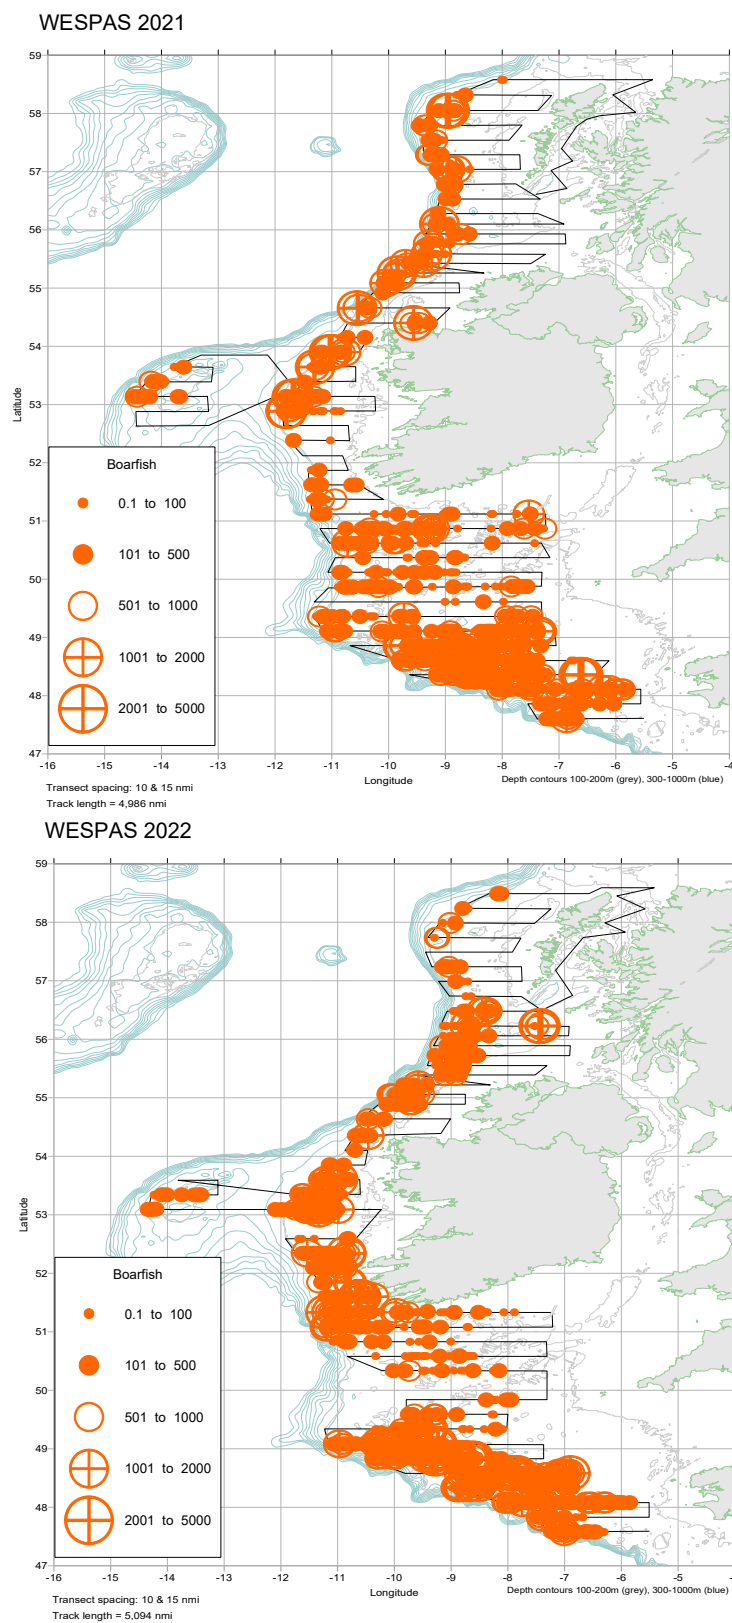 WESPAS 2021
59
58
57
56
55
54
53
52
51
50
49
48
47
Latitude
Boarfish
0.1 to 100
101 to 500
501 to 1000
1001 to 2000
2001 to 5000
-16 -15 -14 -13 -12 -11 -10 -9 -8 -7 -6 -5 -4
Longitude
Depth contours 100-200m (grey), 300-1000m (blue)
Transect spacing: 10 & 15 nmi
Track length = 4,986 nmi
WESPAS 2022
59
58
57
56
55
54
53
52
51
50
49
48
47
Latitude
Boarfish
0.1 to 100
101 to 500
501 to 1000
1001 to 2000
2001 to 5000
-16 -15 -14 -13 -12 -11 -10 -9 -8 -7 -6 -5 -4
Longitude
Depth contours 100-200m (grey), 300-1000m (blue)
Transect spacing: 10 & 15 nmi
Track length = 5,094 nmi